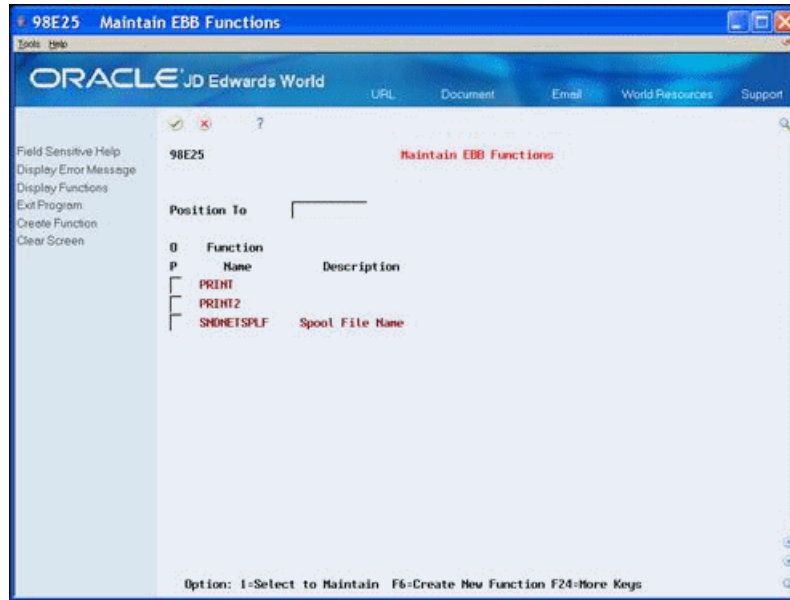 98E25 Maintain EBB Functions
Tools Help
ORACLE JD Edwards World
URL Document Email World Resources Support
?
Field Sensitive Help
Display Error Message
Display Functions
Exit Program
Create Function
Clear Screen
98E25 Maintain EBB Functions
Position To
O Function
P Name Description
PRINT
PRINT2
SNDNETSPLF Spool File Name
Option: 1=Select to Maintain F6=Create New Function F24=More Keys